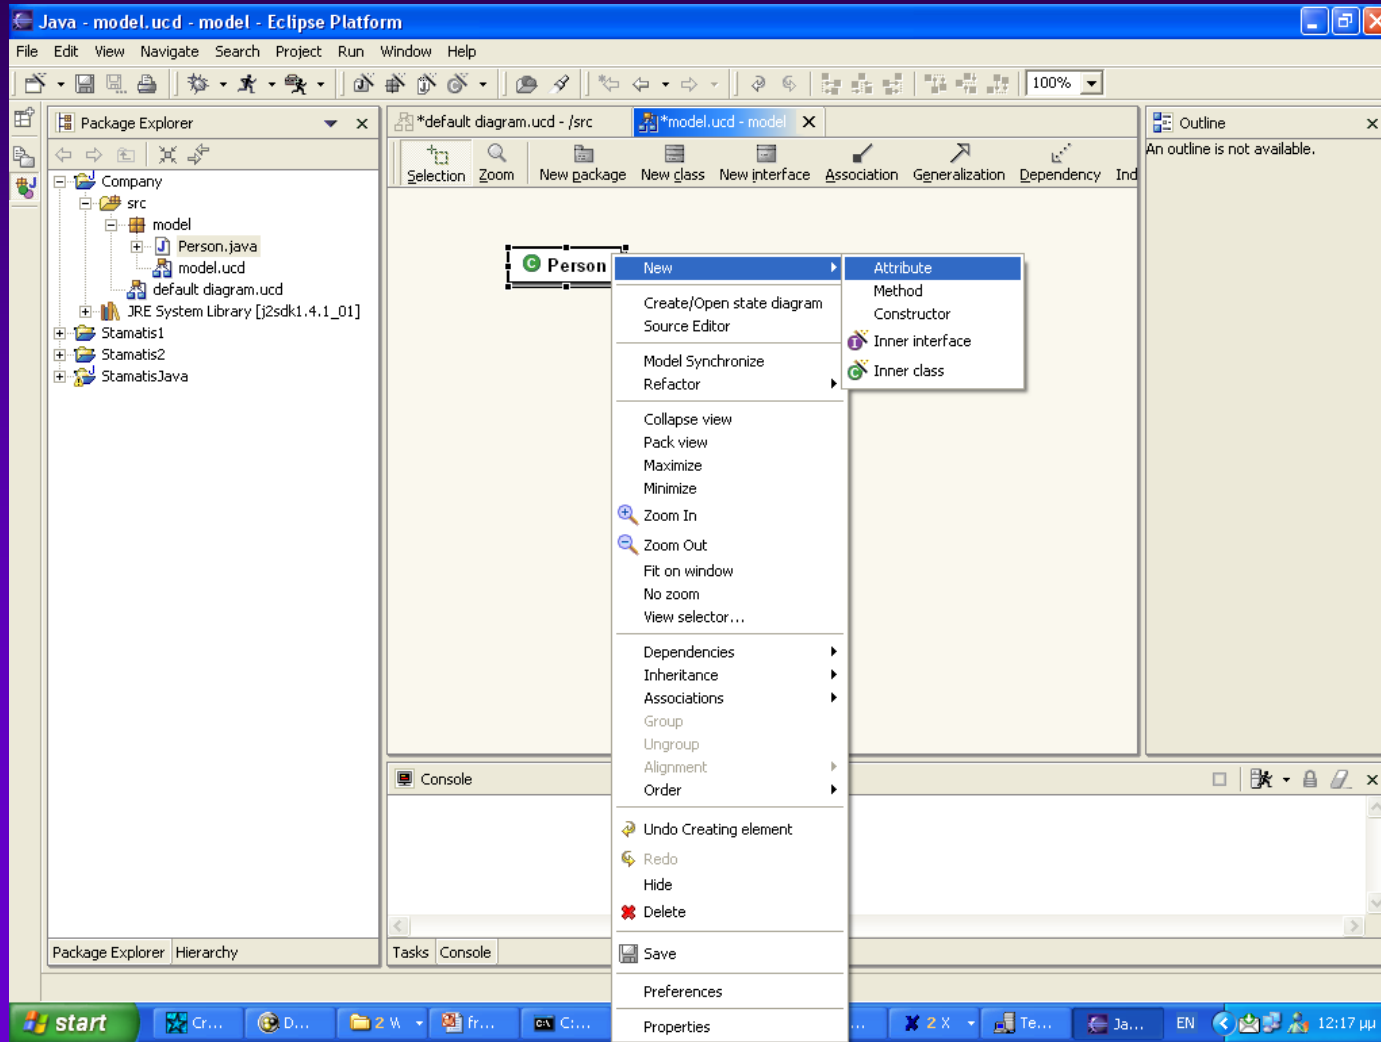 Java - model.ucd - model - Eclipse Platform
File Edit View Navigate Search Project Run Window Help
100%
Package Explorer
*default diagram.ucd - /src
*model.ucd - model
Outline
Selection Zoom New package New class New interface Association Generalization Dependency Ind
An outline is not available.
Company
src
model
Person.java
model.ucd
default diagram.ucd
JRE System Library [j2sdk1.4.1_01]
Stamatis1
Stamatis2
StamatisJava
Person
New
Create/Open state diagram
Source Editor
Model Synchronize
Refactor
Collapse view
Pack view
Maximize
Minimize
Zoom In
Zoom Out
Fit on window
No zoom
View selector...
Dependencies
Inheritance
Associations
Group
Ungroup
Alignment
Order
Undo Creating element
Redo
Hide
Delete
Save
Preferences
Properties
Attribute
Method
Constructor
Inner interface
Inner class
Console
Package Explorer Hierarchy
Tasks Console
start Cr... D... 2 fr... C:... ... 2 X Te... Ja... EN 12:17 μμ